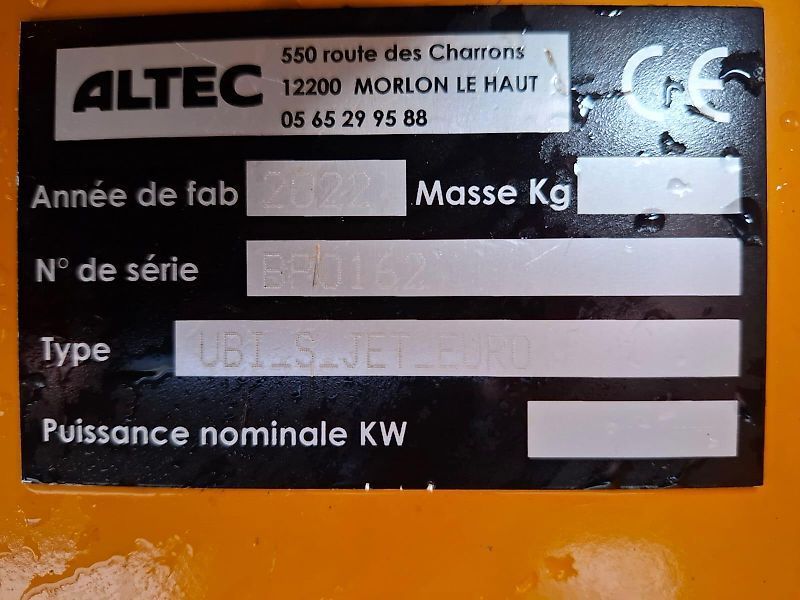 ALTEC
550 route des Charrons
12200 MORLON LE HAUT
05 65 29 95 88
CE
Année de fab 2022 Masse Kg
N° de série
Type UBI_S_JET_EURO
Puissance nominale KW